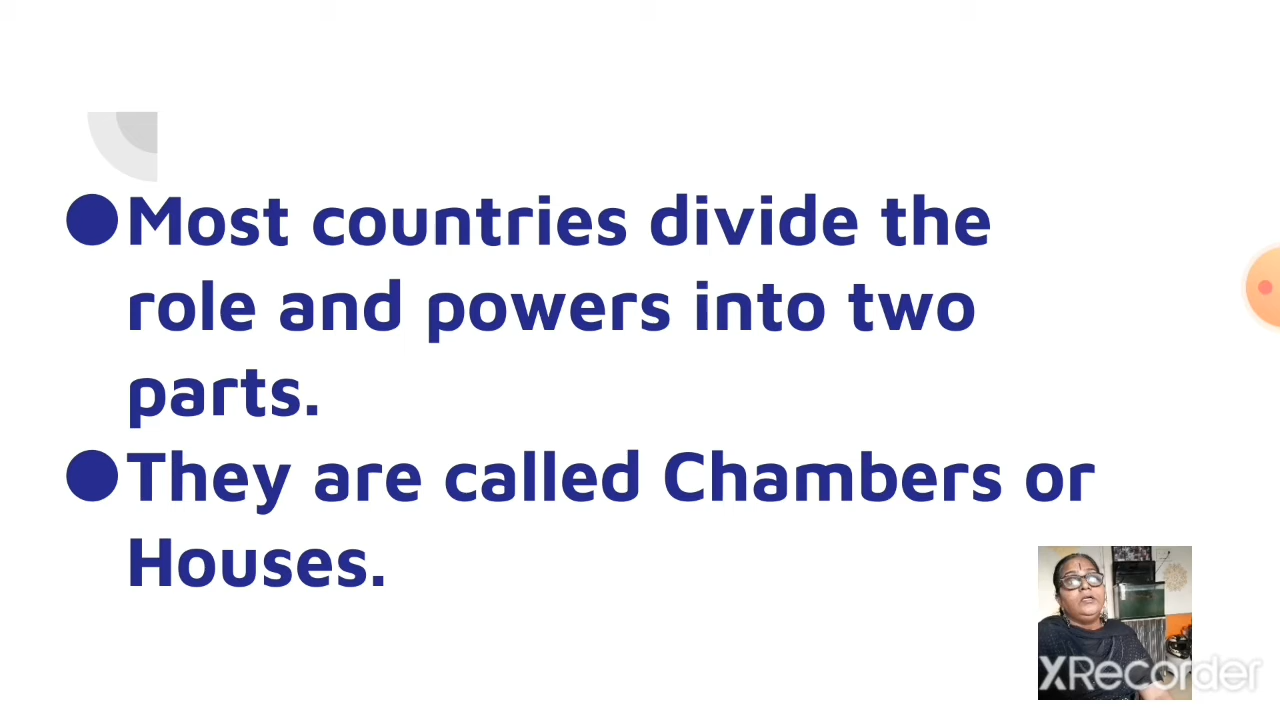 ●Most countries divide the
role and powers into two
parts.
●They are called Chambers or
Houses.
XRecorder